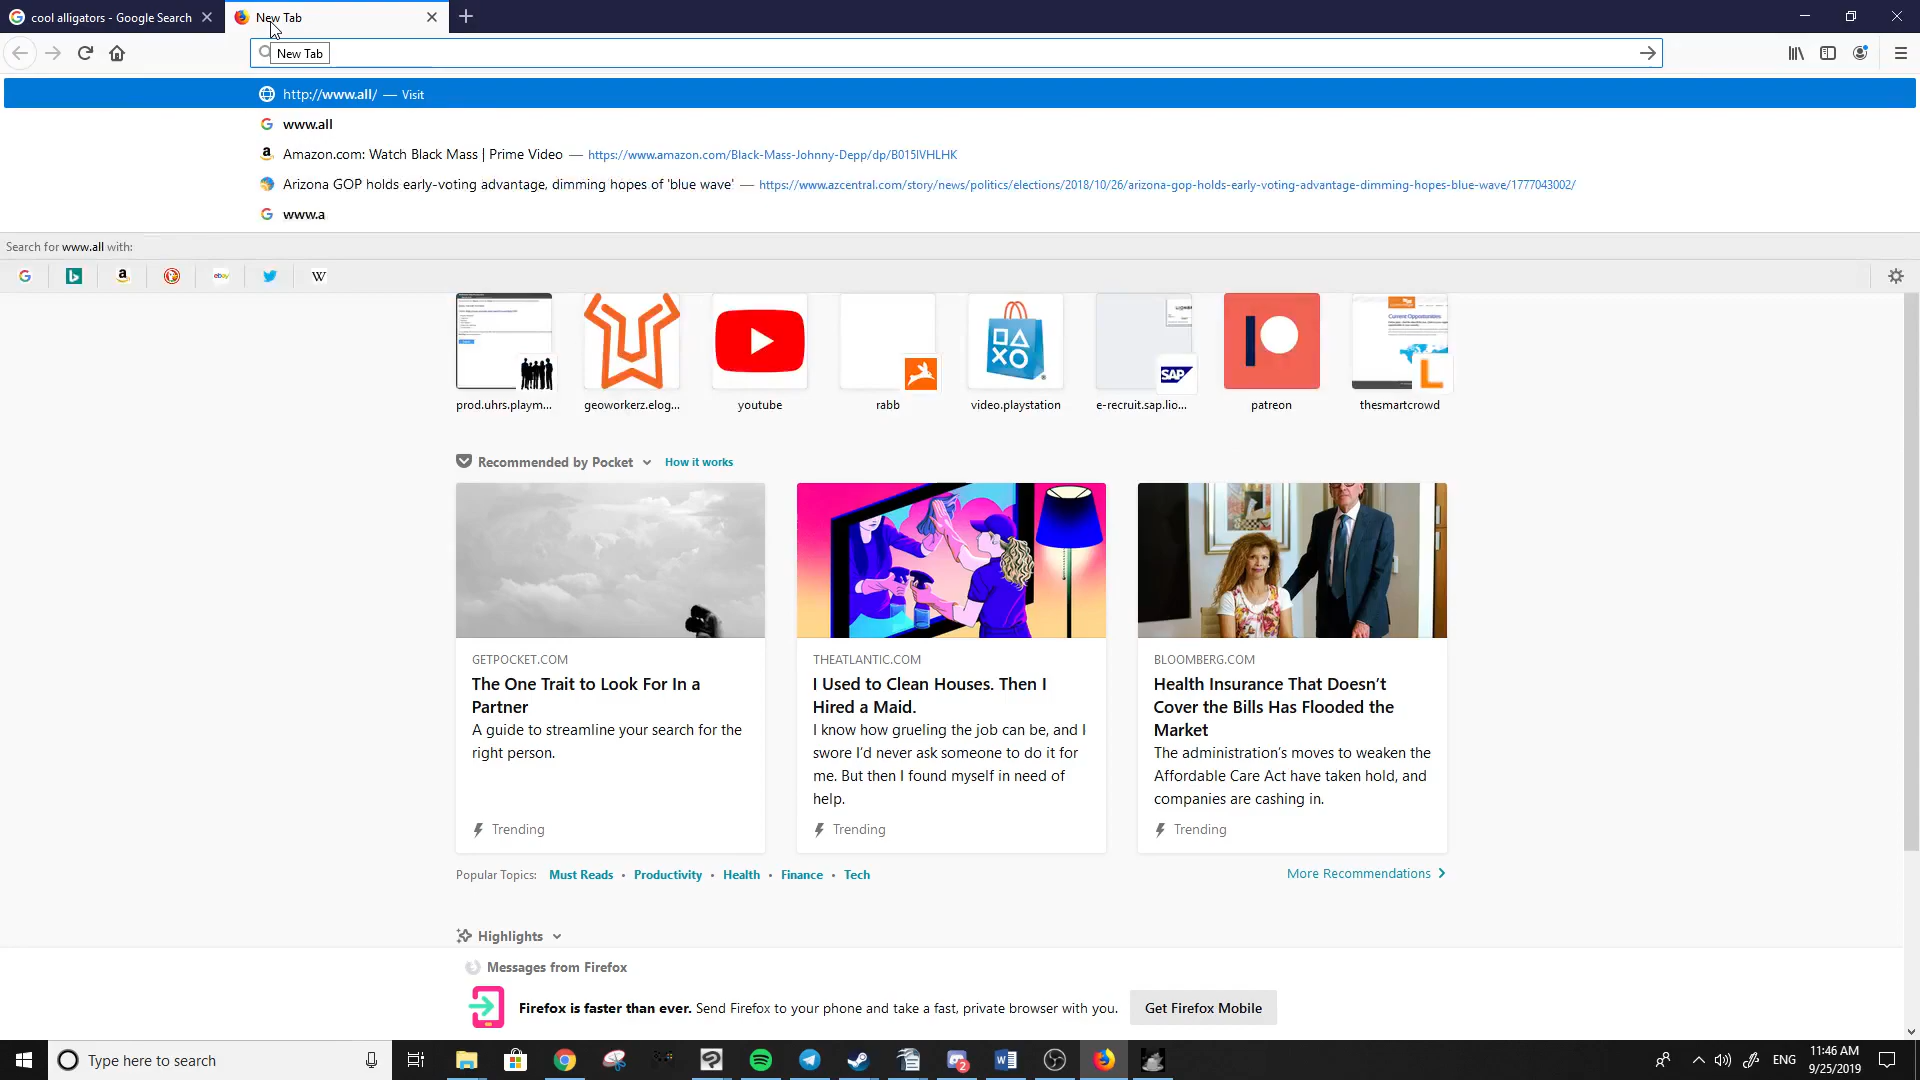 cool alligators - Google Search
New Tab
New Tab
http://www.all/ — Visit
www.all
Amazon.com: Watch Black Mass | Prime Video — https://www.amazon.com/Black-Mass-Johnny-Depp/dp/B015IVHLHK
Arizona GOP holds early-voting advantage, dimming hopes of 'blue wave' — https://www.azcentral.com/story/news/politics/elections/2018/10/26/arizona-gop-holds-early-voting-advantage-dimming-hopes-blue-wave/1777043002/
www.a
Search for www.all with:
ebay
W
SAP
L
prod.uhrs.playm...
geoworkerz.elog...
youtube
rabb
video.playstation
e-recruit.sap.lio...
patreon
thesmartcrowd
Current Opportunities
Recommended by Pocket
How it works
GETPOCKET.COM
The One Trait to Look For In a
Partner
A guide to streamline your search for the
right person.
Trending
THEATLANTIC.COM
I Used to Clean Houses. Then I
Hired a Maid.
I know how grueling the job can be, and I
swore I'd never ask someone to do it for
me. But then I found myself in need of
help.
Trending
BLOOMBERG.COM
Health Insurance That Doesn't
Cover the Bills Has Flooded the
Market
The administration's moves to weaken the
Affordable Care Act have taken hold, and
companies are cashing in.
Trending
Popular Topics: Must Reads • Productivity • Health • Finance • Tech
More Recommendations
Highlights
Messages from Firefox
Firefox is faster than ever. Send Firefox to your phone and take a fast, private browser with you.
Get Firefox Mobile
Type here to search
2
ENG
11:46 AM
9/25/2019